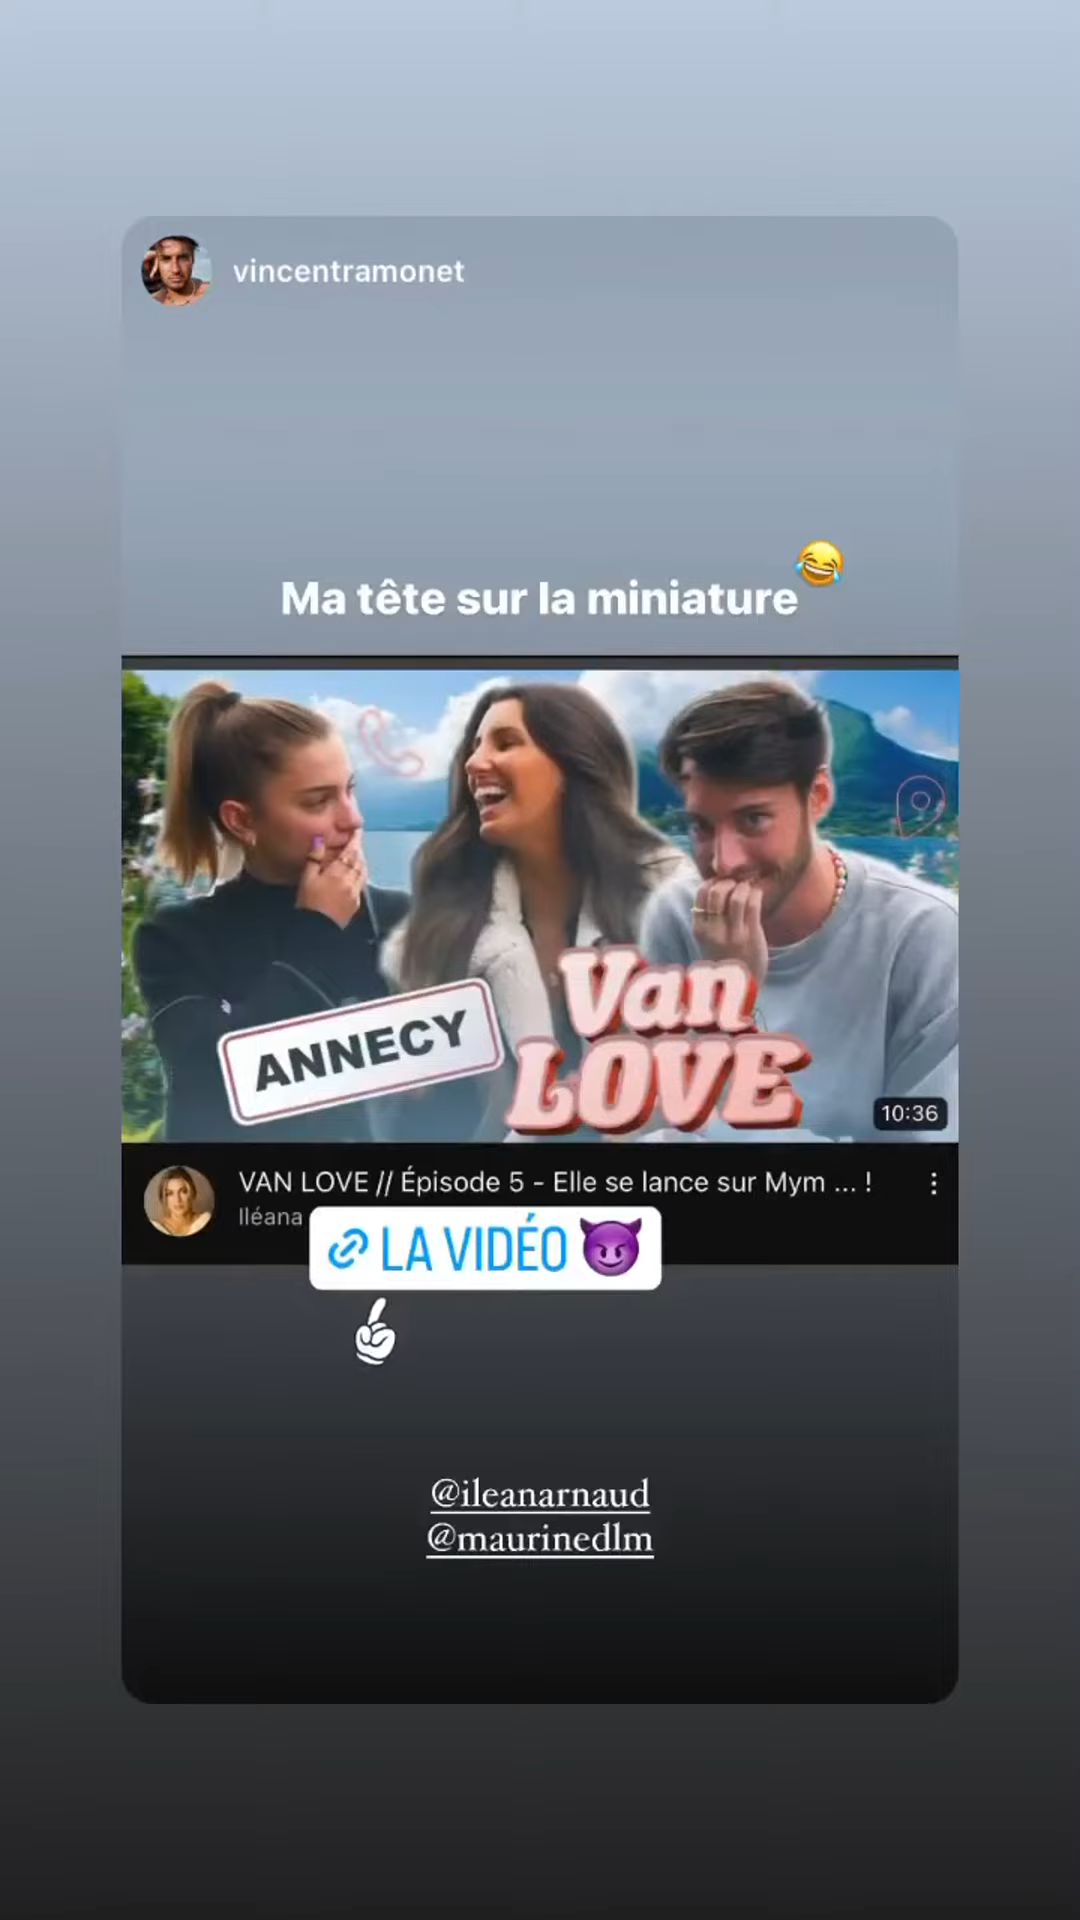 vincentramonet
Ma tête sur la miniature
ANNECY
Van
LOVE
10:36
VAN LOVE // Épisode 5 - Elle se lance sur Mym ... !
Iléana
LA VIDÉO
@ileanarnaud
@maurinedlm